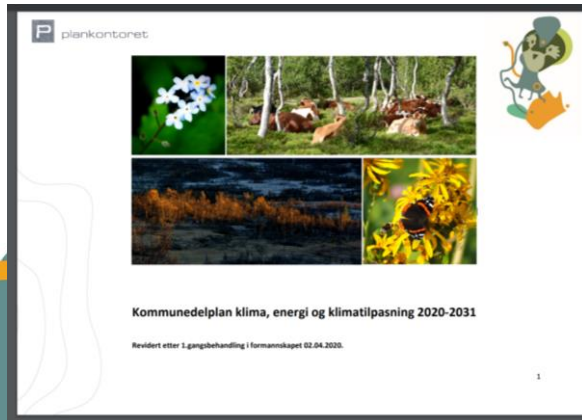 P plankontoret
Kommunedelplan klima, energi og klimatilpasning 2020-2031
Revidert etter 1.gangsbehandling i formannskapet 02.04.2020.
1